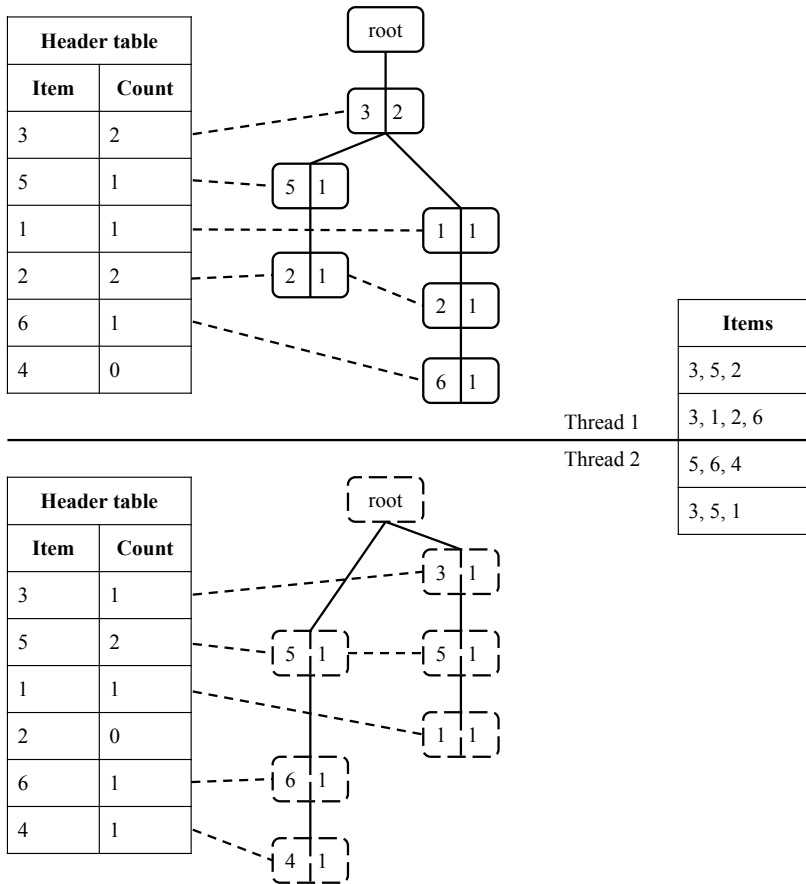 Header table
Item Count
3 2
5 1
1 1
2 2
6 1
4 0
root
3 2
5 1
1 1
2 1
2 1
6 1
Items
3, 5, 2
3, 1, 2, 6
5, 6, 4
3, 5, 1
Thread 1
Thread 2
Header table
Item Count
3 1
5 2
1 1
2 0
6 1
4 1
root
3 1
5 1
5 1
1 1
6 1
4 1